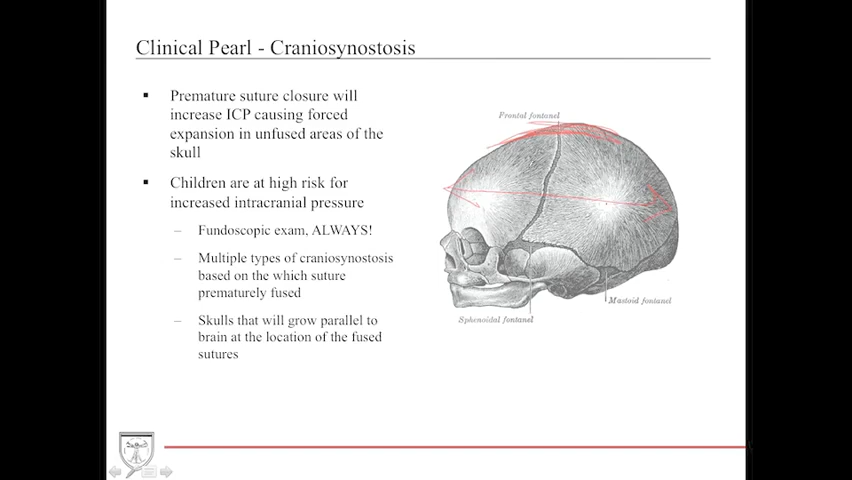 Clinical Pearl - Craniosynostosis
▪ Premature suture closure will
increase ICP causing forced
expansion in unfused areas of the
skull
▪ Children are at high risk for
increased intracranial pressure
– Fundoscopic exam, ALWAYS!
– Multiple types of craniosynostosis
based on the which suture
prematurely fused
– Skulls that will grow parallel to
brain at the location of the fused
sutures
Frontal fontanel
Mastoid fontanel
Sphenoidal fontanel